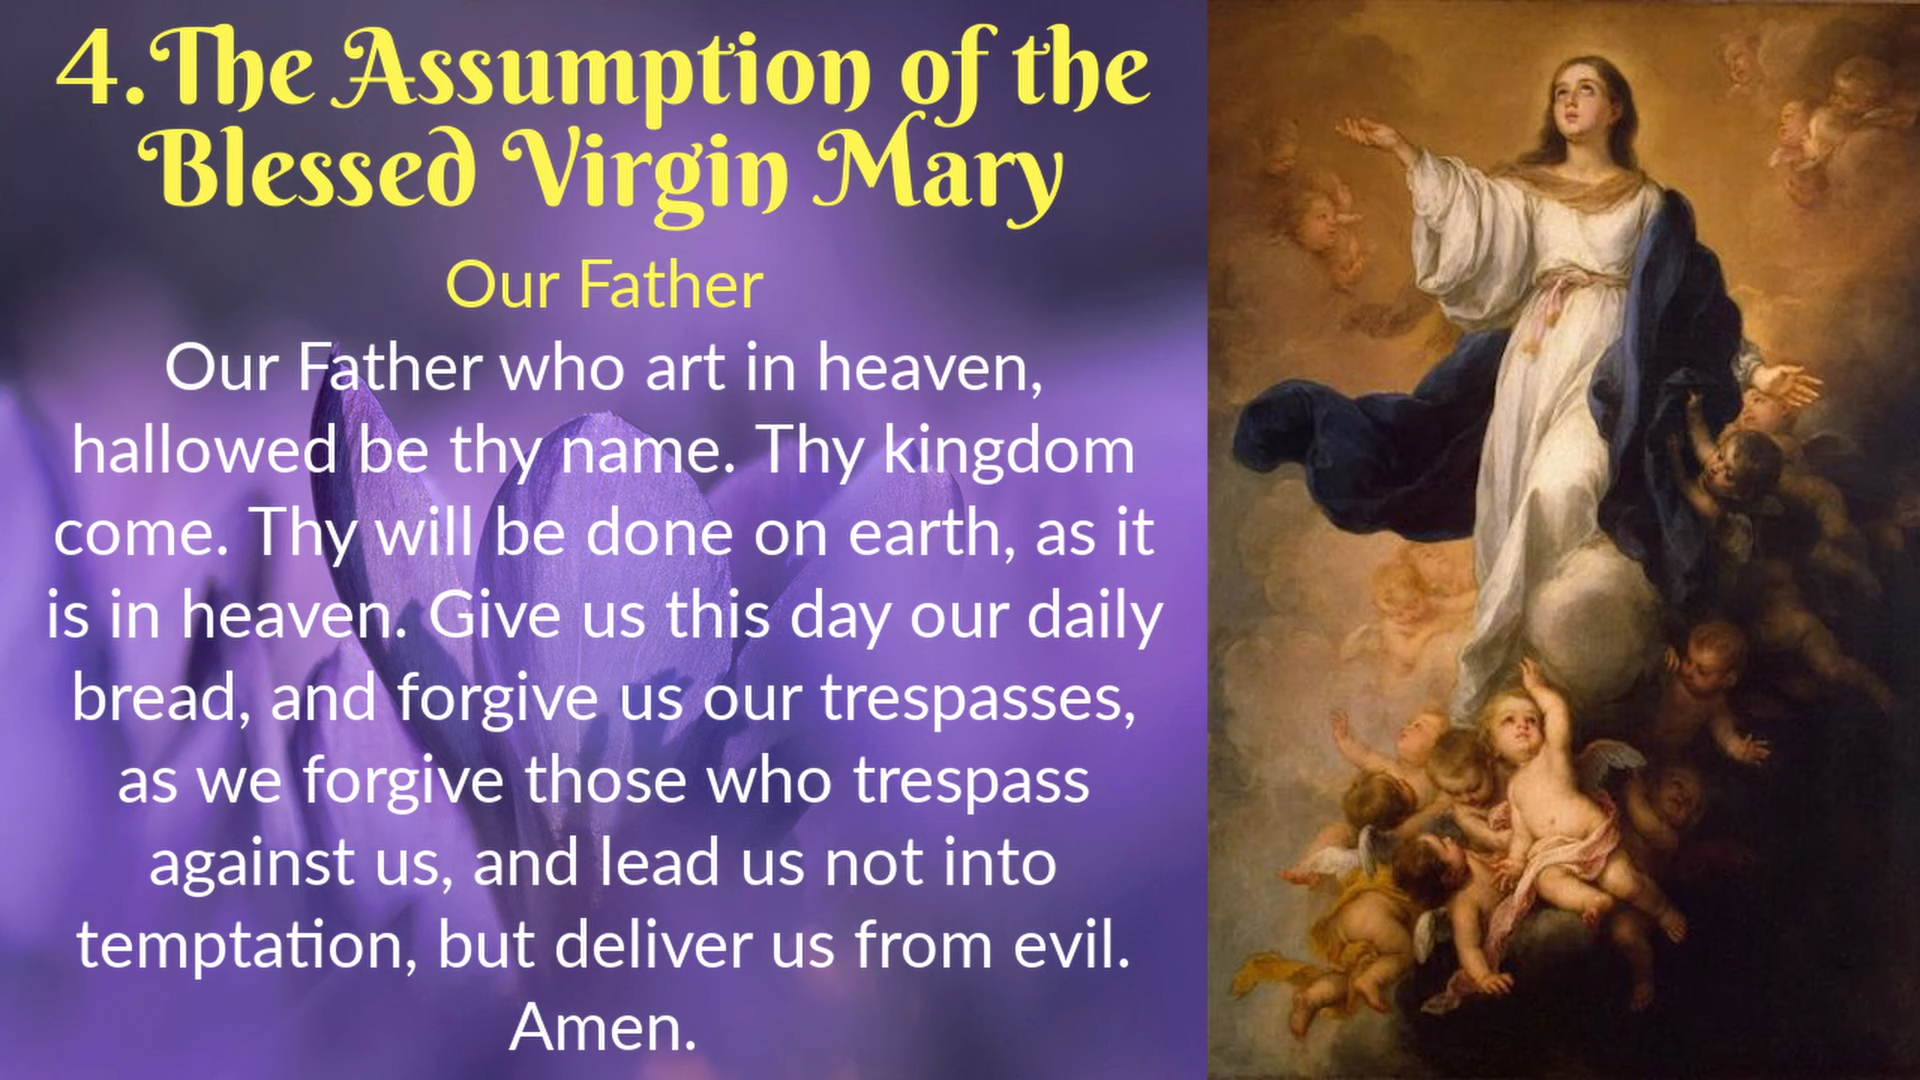 4.The Assumption of the
Blessed Virgin Mary
Our Father
Our Father who art in heaven,
hallowed be thy name. Thy kingdom
come. Thy will be done on earth, as it
is in heaven. Give us this day our daily
bread, and forgive us our trespasses,
as we forgive those who trespass
against us, and lead us not into
temptation, but deliver us from evil.
Amen.